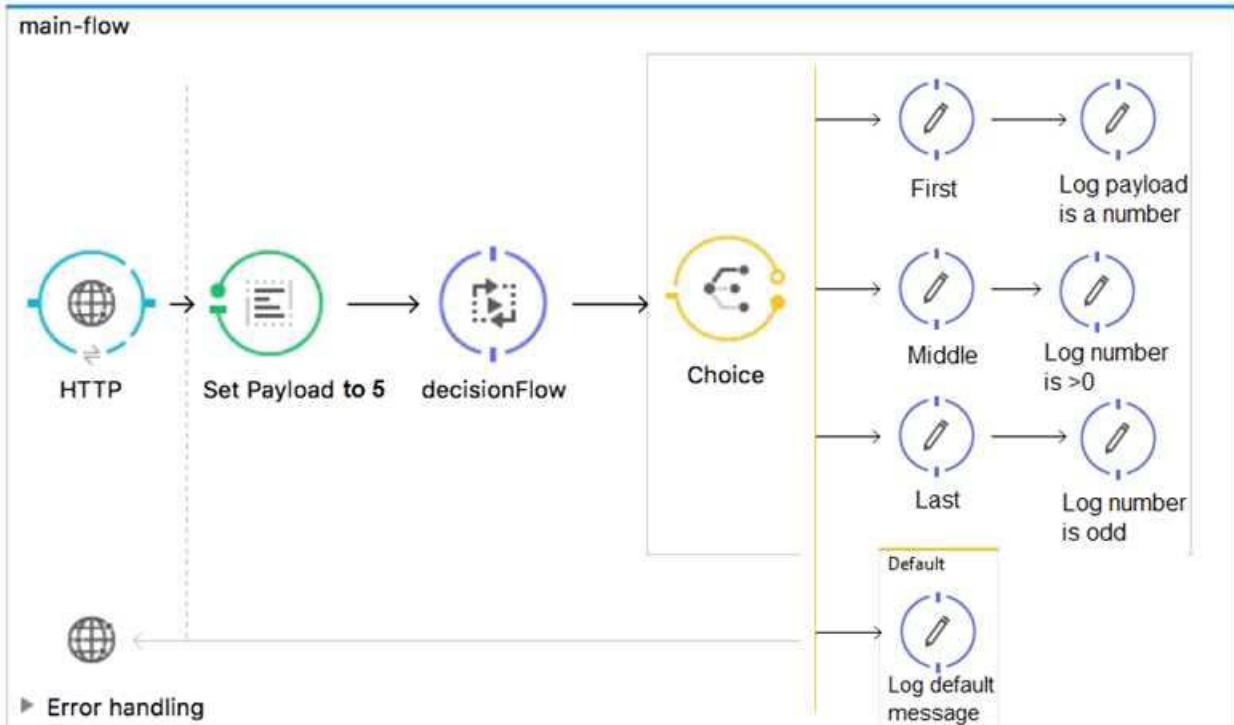 main-flow
First
Log payload
is a number
HTTP
Set Payload to 5
decisionFlow
Choice
Middle
Log number
is >0
Last
Log number
is odd
Default
Log default
message
Error handling